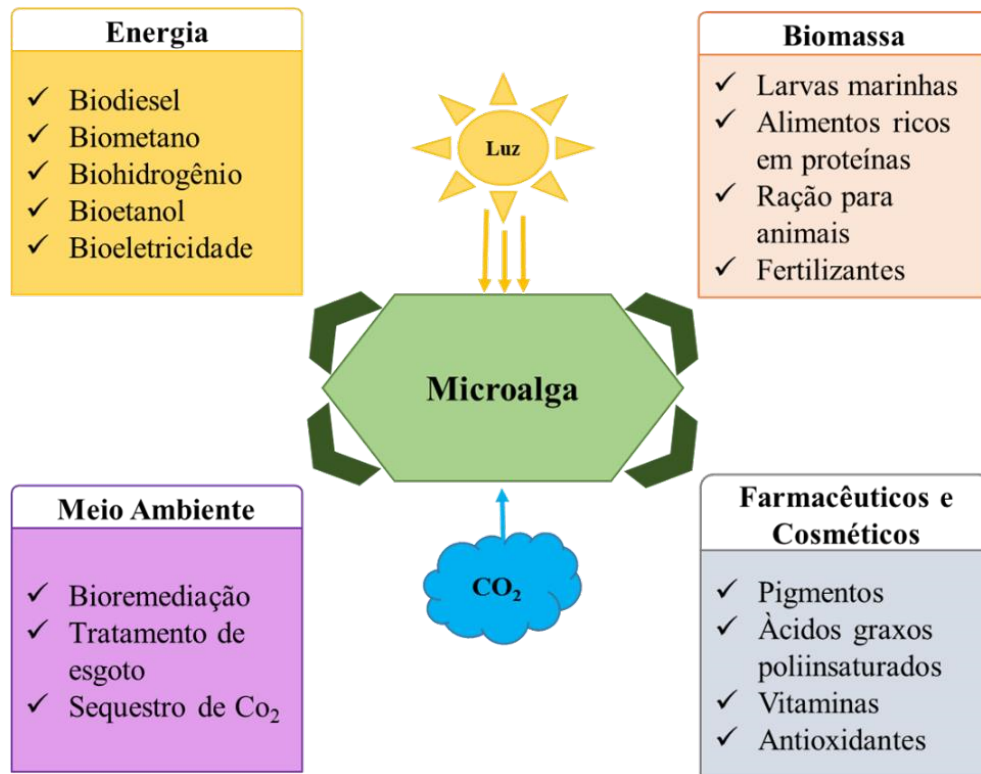 Energia
✓ Biodiesel
✓ Biometano
✓ Biohidrogênio
✓ Bioetanol
✓ Bioeletricidade
Luz
Biomassa
✓ Larvas marinhas
✓ Alimentos ricos
em proteínas
✓ Ração para
animais
✓ Fertilizantes
Microalga
Meio Ambiente
✓ Bioremediação
✓ Tratamento de
esgoto
✓ Sequestro de Co₂
CO₂
Farmacêuticos e
Cosméticos
✓ Pigmentos
✓ Àcidos graxos
poliinsaturados
✓ Vitaminas
✓ Antioxidantes